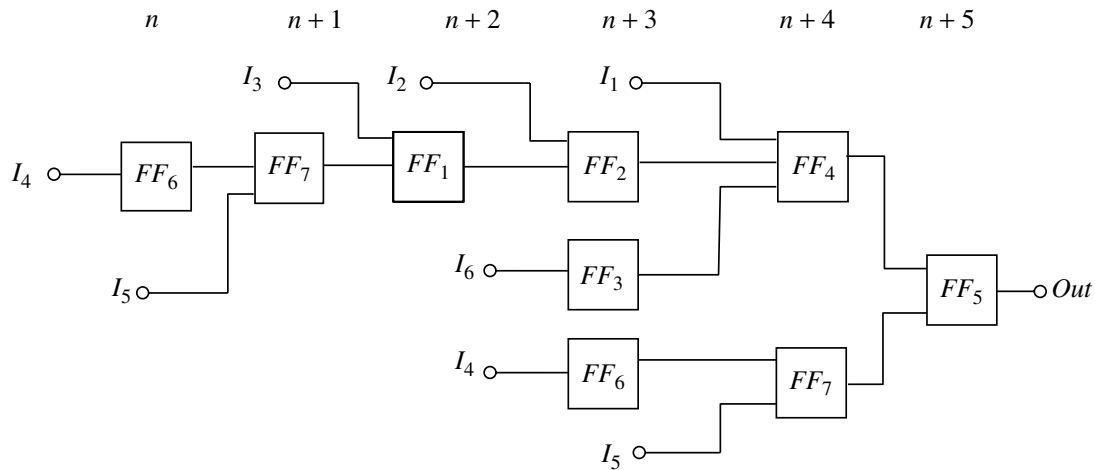 n n + 1 n + 2 n + 3 n + 4 n + 5
I₃ I₂ I₁
I₄ FF₆ FF₇ FF₁ FF₂ FF₄
I₅ I₆ FF₃ FF₅ Out
I₄ FF₆ FF₇
I₅